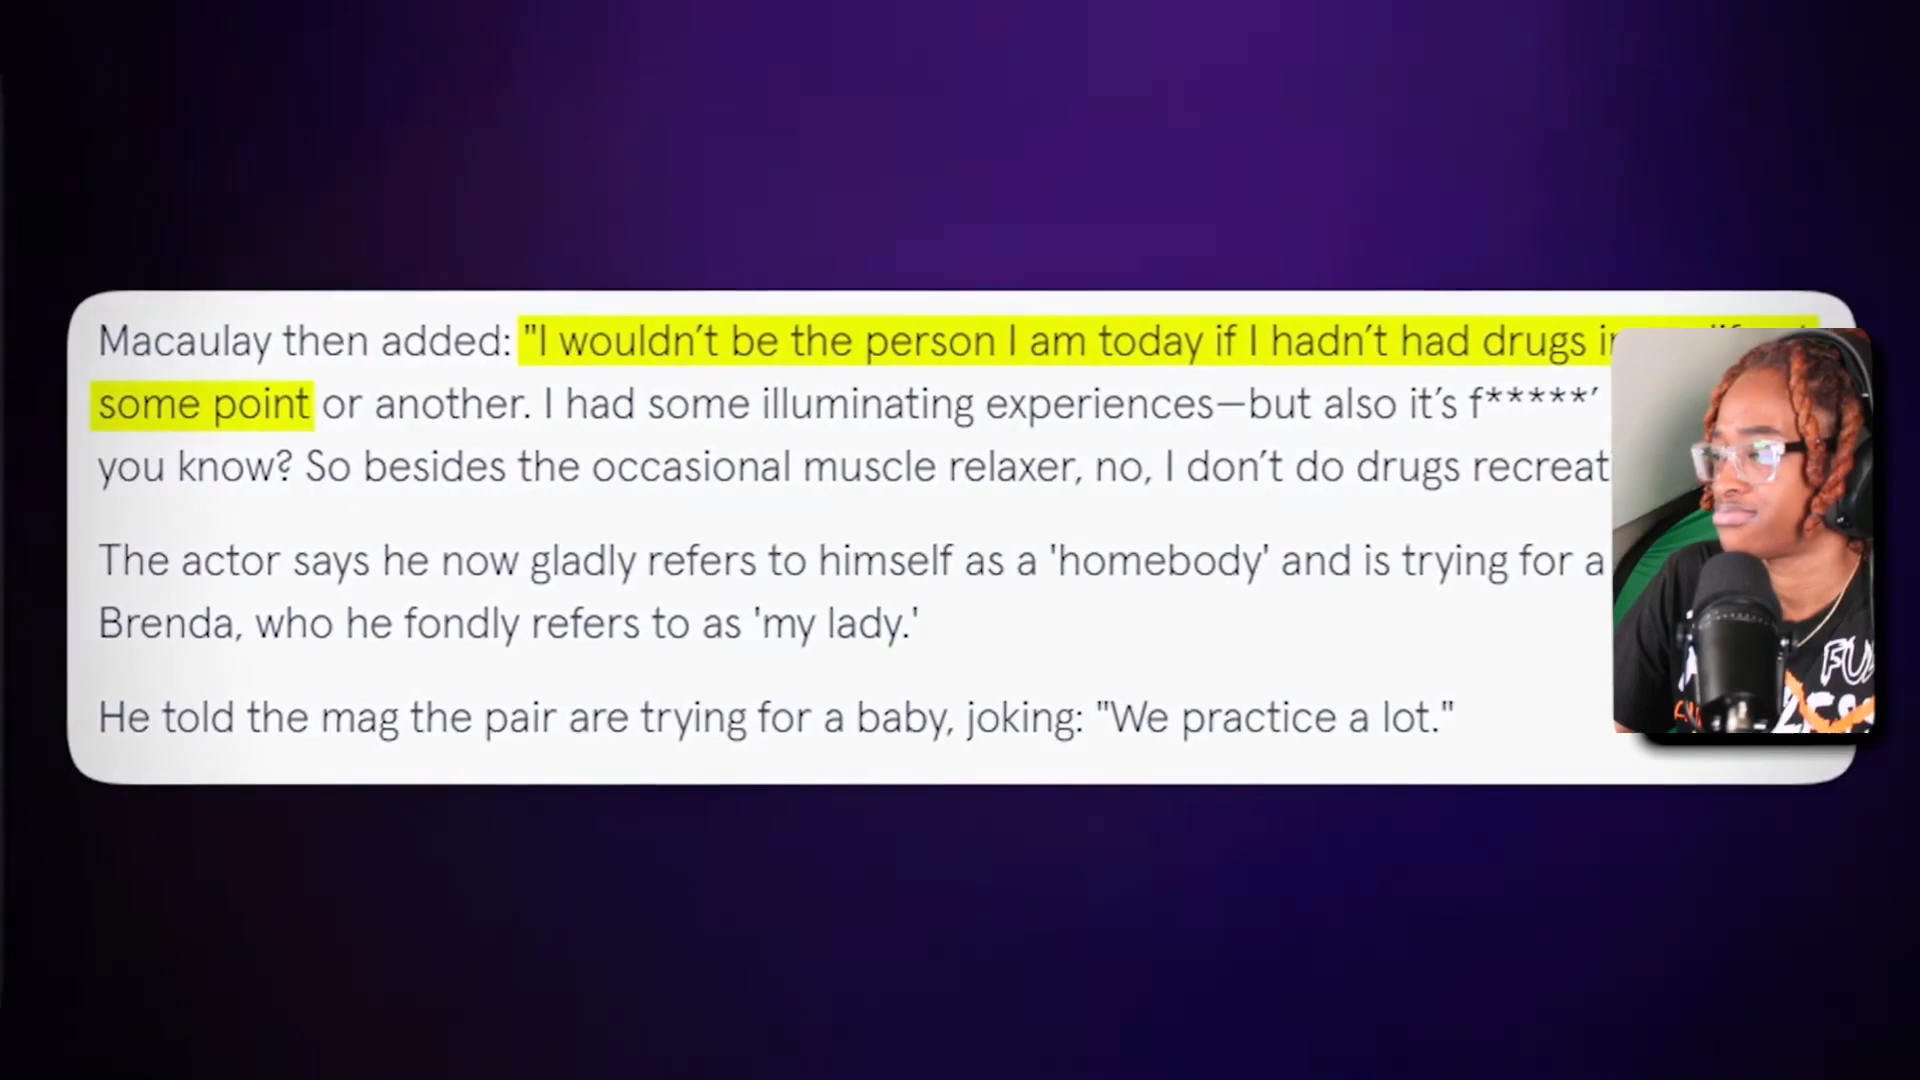 Macaulay then added: "I wouldn't be the person I am today if I hadn't had drugs
some point or another. I had some illuminating experiences—but also it's f*****'
you know? So besides the occasional muscle relaxer, no, I don't do drugs
The actor says he now gladly refers to himself as a 'homebody' and is trying for a
Brenda, who he fondly refers to as 'my lady.'
He told the mag the pair are trying for a baby, joking: "We practice a lot."